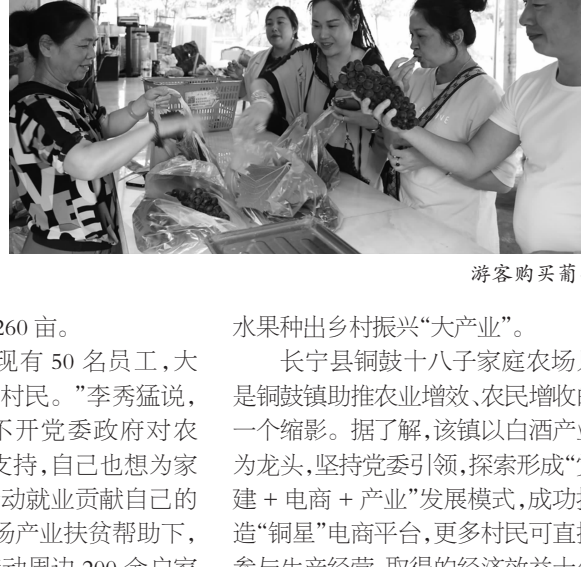 游客购买葡
260 亩。
现有 50 名员工，大
村民。”李秀猛说，
不开党委政府对农
支持，自己也想为家
动就业贡献自己的
场产业扶贫帮助下，
动周边 200 余户家
水果种出乡村振兴“大产业”。
长宁县铜鼓十八子家庭农场
是铜鼓镇助推农业增效、农民增收
一个缩影。据了解，该镇以白酒产业
为龙头，坚持党委引领，探索形成“党
建 + 电商 + 产业”发展模式，成功打
造“铜星”电商平台，更多村民可直接
参与生产经营，取得的经济效益十